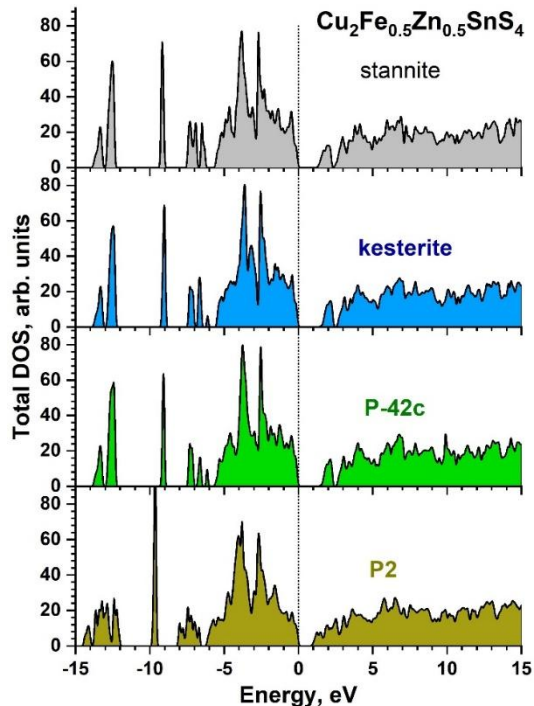 Cu₂Fe₀.₅Zn₀.₅SnS₄
stannite
80
60
40
20
0
kesterite
80
60
40
20
0
P-42c
80
60
40
20
0
P2
80
60
40
20
0
Total DOS, arb. units
-15 -10 -5 0 5 10 15
Energy, eV